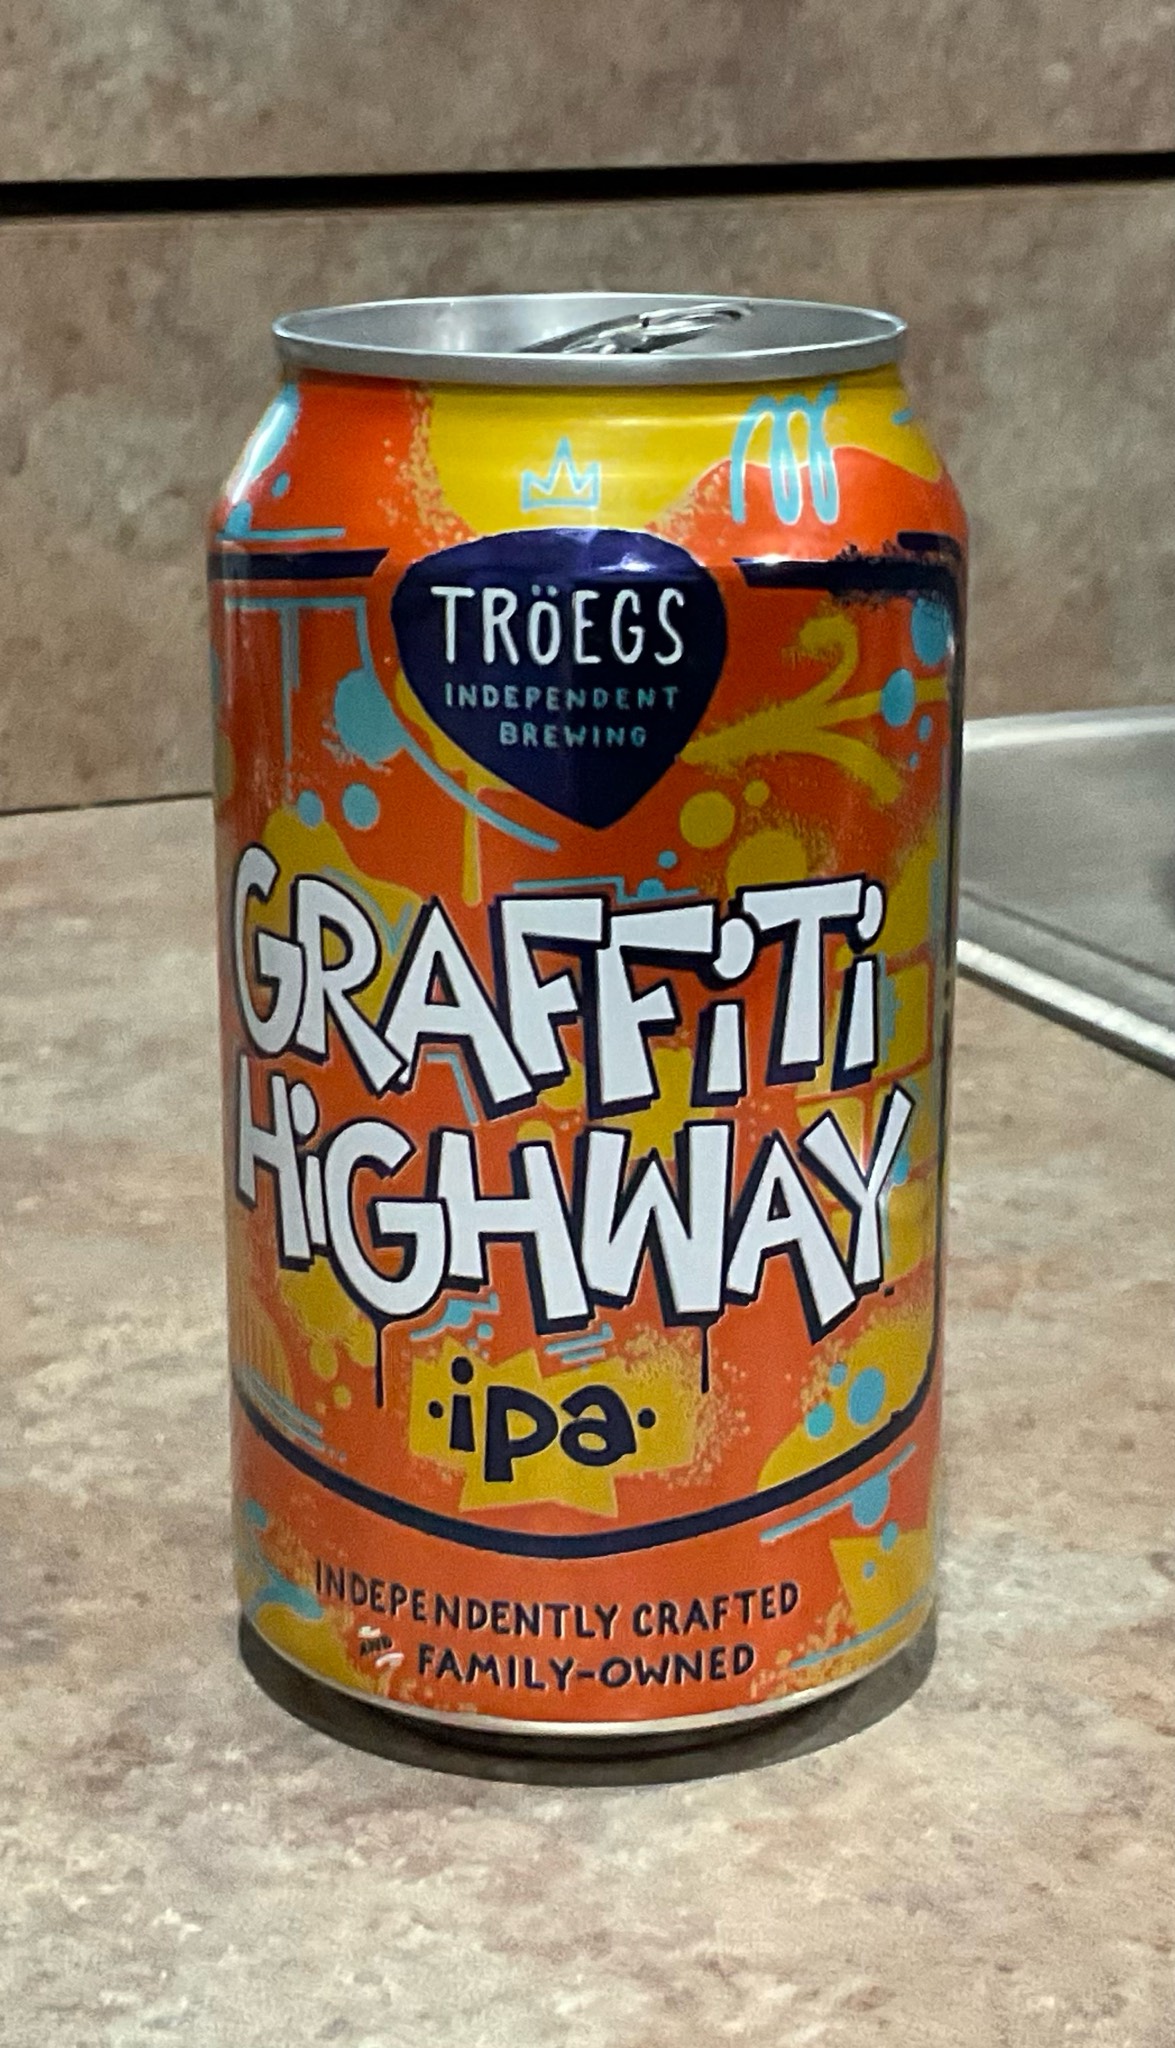 TRÖEGS
INDEPENDENT
BREWING
GRAFFiTi
HiGHWAY
·ipa·
INDEPENDENTLY CRAFTED
AND FAMILY-OWNED